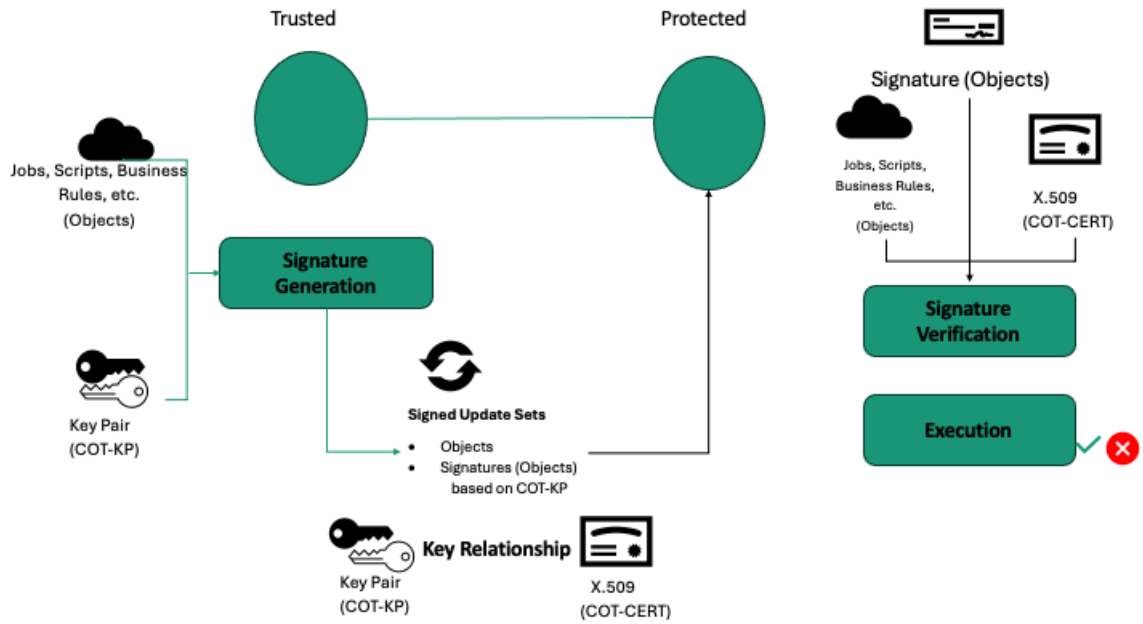 Trusted
Protected
Signature (Objects)
Jobs, Scripts, Business
Rules, etc.
(Objects)
Jobs, Scripts,
Business Rules,
etc.
(Objects)
X.509
(COT-CERT)
Signature
Generation
Signature
Verification
Key Pair
(COT-KP)
Signed Update Sets
• Objects
• Signatures (Objects)
based on COT-KP
Execution
Key Relationship
Key Pair
(COT-KP)
X.509
(COT-CERT)